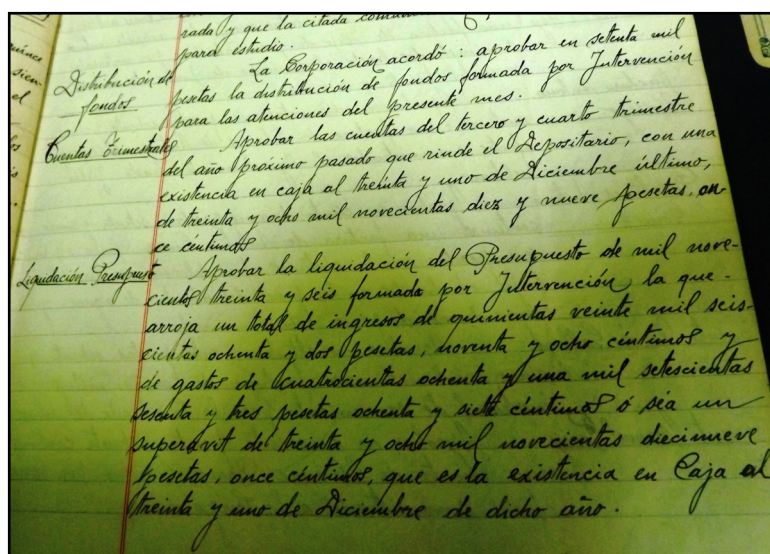 rada y que la citada
para estudio.
La Corporación acordó: aprobar en setenta mil
Distribución de
pesetas la distribución de fondos formada por Intervención
fondos
para las atenciones del presente mes.
Cuentas Trimestrales
Aprobar las cuentas del tercero y cuarto trimestre
del año próximo pasado que rinde el Depositario, con una
existencia en caja al treinta y uno de Diciembre último,
de treinta y ocho mil novecientas diez y nueve pesetas, on-
ce céntimos
Liquidación Presupuesto
Aprobar la liquidación del Presupuesto de mil nove-
cientos treinta y seis formada por Intervención la que-
arroja un total de ingresos de quinientas veinte mil seis-
cientas ochenta y dos pesetas, noventa y ocho céntimos y
de gastos de cuatrocientas ochenta y una mil setescientas
sesenta y tres pesetas ochenta y siete céntimos ó séa un
superavit de treinta y ocho mil novecientas diecinueve
pesetas, once céntimos, que es la existencia en Caja al
treinta y uno de Diciembre de dicho año.